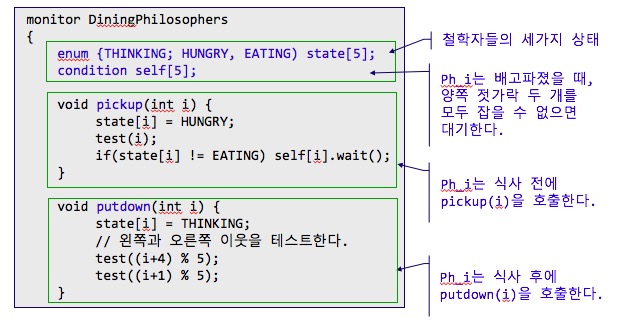 monitor DiningPhilosophers
{
enum {THINKING; HUNGRY, EATING) state[5];
condition self[5];
void pickup(int i) {
state[i] = HUNGRY;
test(i);
if(state[i] != EATING) self[i].wait();
}
void putdown(int i) {
state[i] = THINKING;
// 왼쪽과 오른쪽 이웃을 테스트한다.
test((i+4) % 5);
test((i+1) % 5);
}
철학자들의 세가지 상태
Ph_i는 배고파졌을 때,
양쪽 젓가락 두 개를
모두 잡을 수 없으면
대기한다.
Ph_i는 식사 전에
pickup(i)을 호출한다.
Ph_i는 식사 후에
putdown(i)을 호출한다.